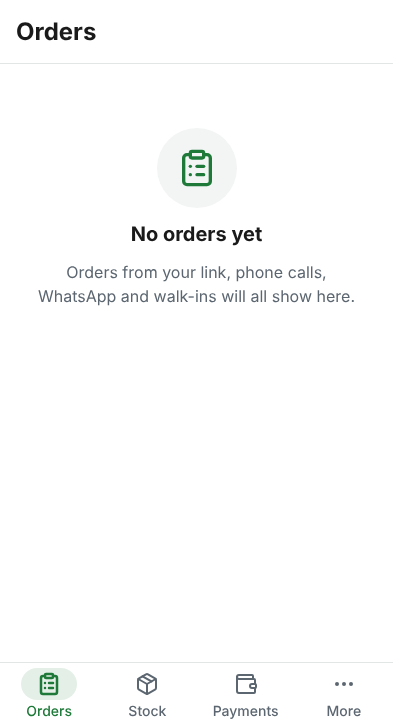 Orders
No orders yet
Orders from your link, phone calls,
WhatsApp and walk-ins will all show here.
Orders
Stock
Payments
More